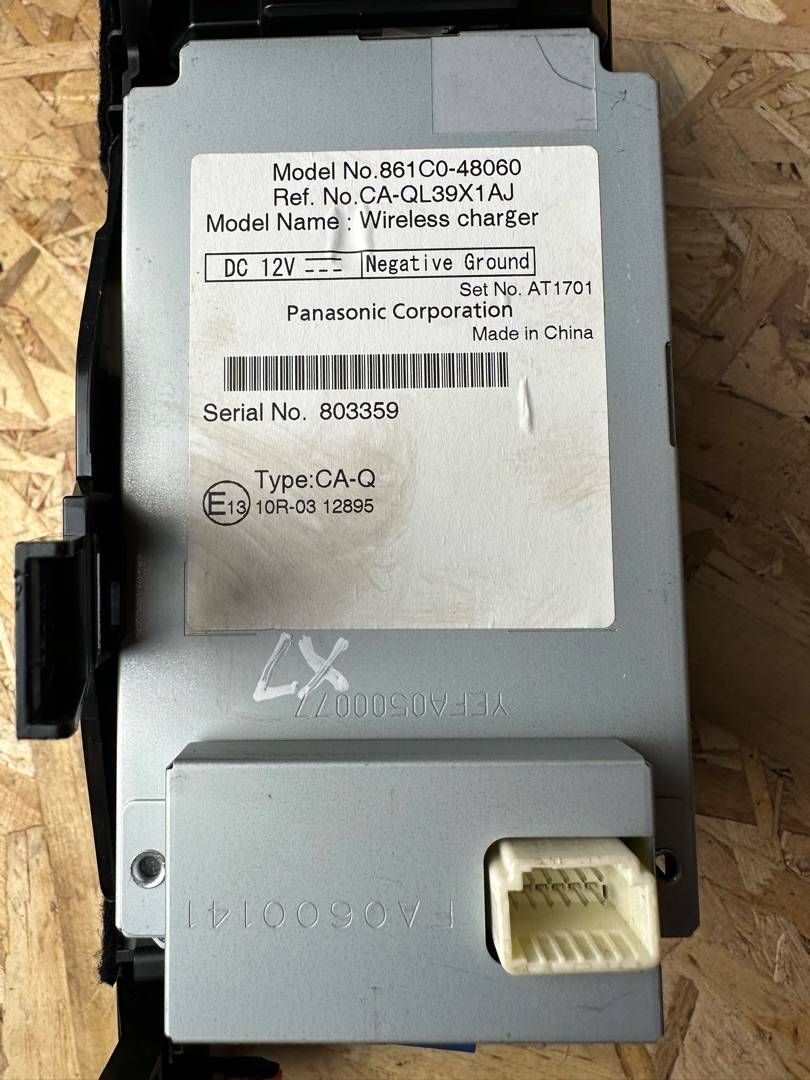 Model No.861C0-48060
Ref. No.CA-QL39X1AJ
Model Name : Wireless charger
DC 12V Negative Ground
Set No. AT1701
Panasonic Corporation
Made in China
Serial No. 803359
Type:CA-Q
E13 10R-03 12895
YEFA0500077
FA0600141